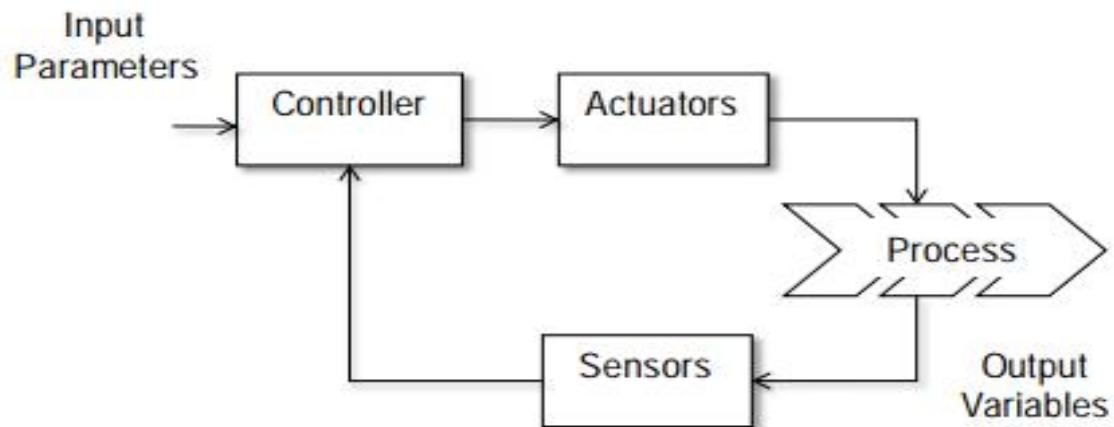 Input
Parameters
Controller
Actuators
Process
Sensors
Output
Variables